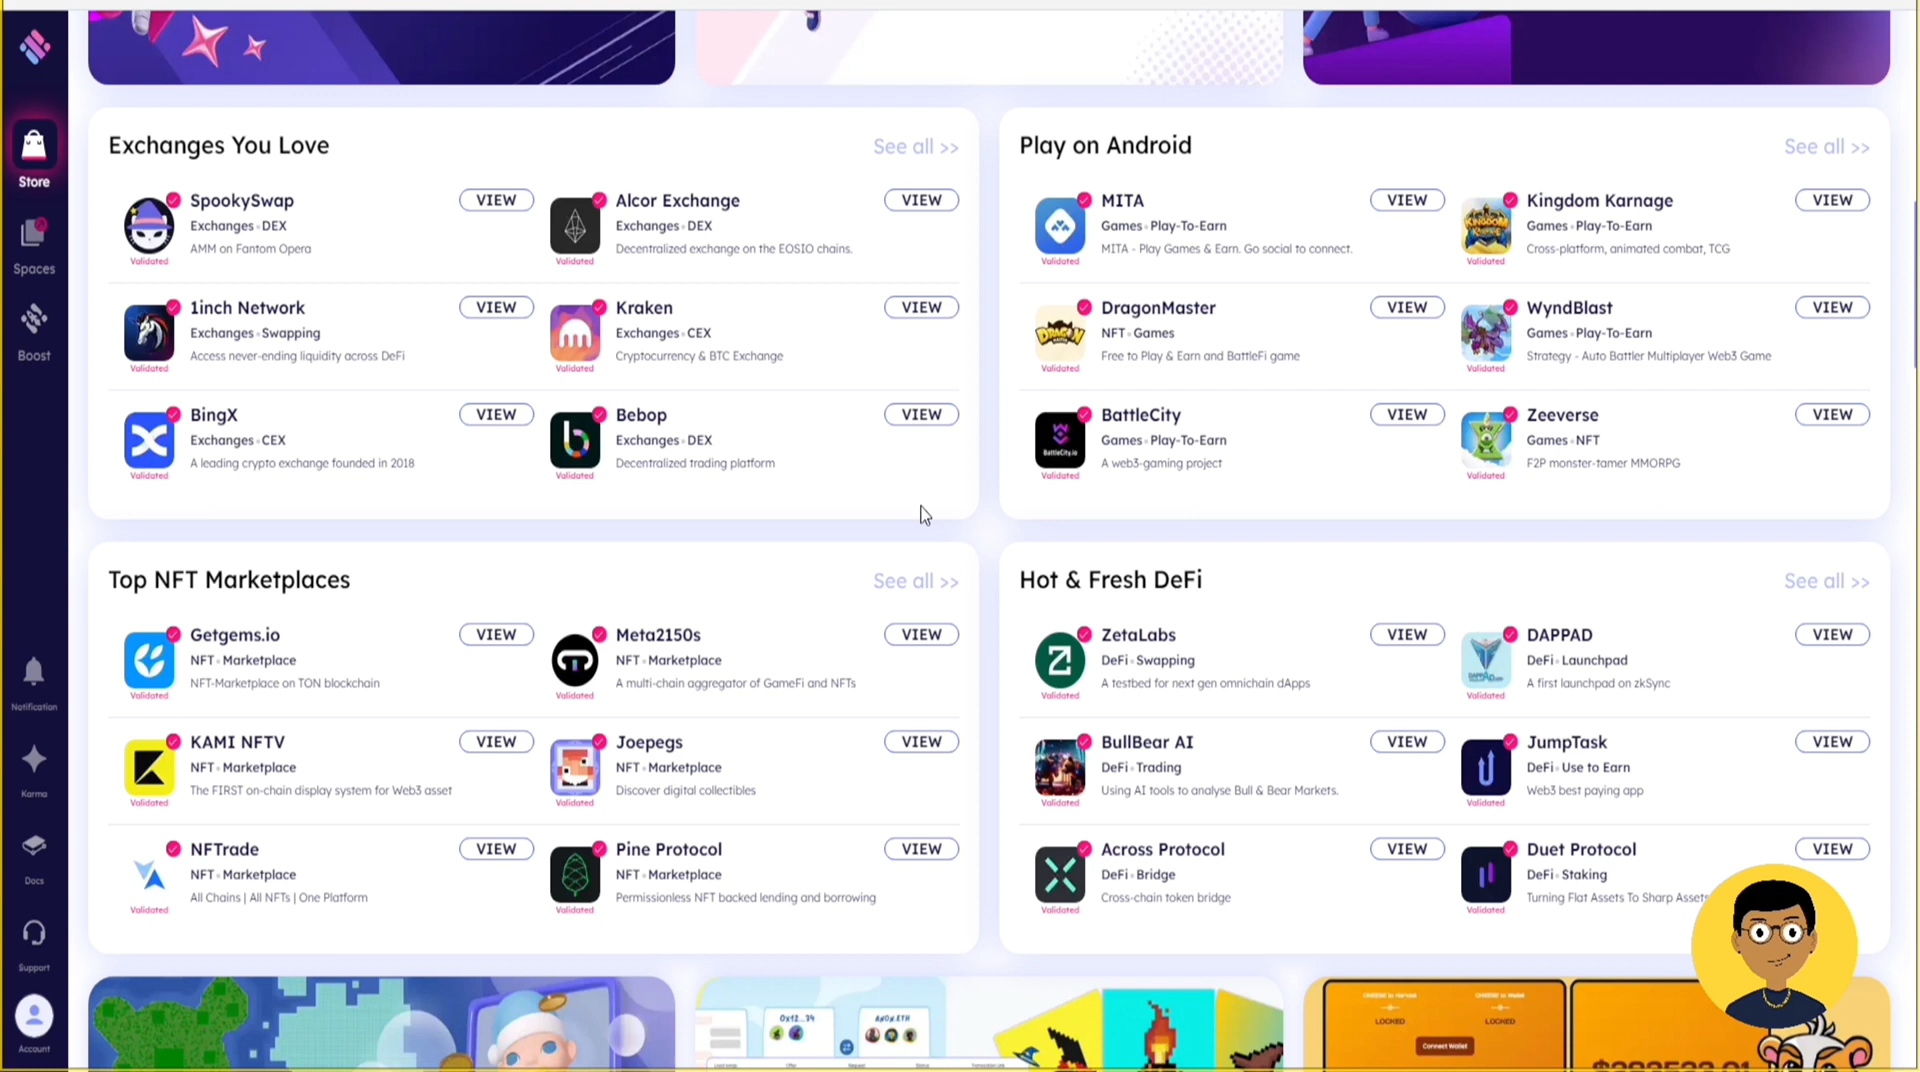 Store
Spaces
Boost
Notification
Karma
Docs
Support
Account
Exchanges You Love
See all >>
SpookySwap
VIEW
Exchanges • DEX
AMM on Fantom Opera
Validated
Alcor Exchange
VIEW
Exchanges • DEX
Decentralized exchange on the EOSIO chains.
Validated
1inch Network
VIEW
Exchanges • Swapping
Access never-ending liquidity across DeFi
Validated
Kraken
VIEW
Exchanges • CEX
Cryptocurrency & BTC Exchange
Validated
BingX
VIEW
Exchanges • CEX
A leading crypto exchange founded in 2018
Validated
Bebop
VIEW
Exchanges • DEX
Decentralized trading platform
Validated
Play on Android
See all >>
MITA
VIEW
Games • Play-To-Earn
MITA - Play Games & Earn. Go social to connect.
Validated
Kingdom Karnage
VIEW
Games • Play-To-Earn
Cross-platform, animated combat, TCG
Validated
DragonMaster
VIEW
NFT • Games
Free to Play & Earn and BattleFi game
Validated
WyndBlast
VIEW
Games • Play-To-Earn
Strategy - Auto Battler Multiplayer Web3 Game
Validated
BattleCity
VIEW
Games • Play-To-Earn
A web3-gaming project
BattleCity.io
Validated
Zeeverse
VIEW
Games • NFT
F2P monster-tamer MMORPG
Validated
Top NFT Marketplaces
See all >>
Getgems.io
VIEW
NFT • Marketplace
NFT-Marketplace on TON blockchain
Validated
Meta2150s
VIEW
NFT • Marketplace
A multi-chain aggregator of GameFi and NFTs
Validated
KAMI NFTV
VIEW
NFT • Marketplace
The FIRST on-chain display system for Web3 asset
Validated
Joepegs
VIEW
NFT • Marketplace
Discover digital collectibles
Validated
NFTrade
VIEW
NFT • Marketplace
All Chains | All NFTs | One Platform
Validated
Pine Protocol
VIEW
NFT • Marketplace
Permissionless NFT backed lending and borrowing
Validated
Hot & Fresh DeFi
See all >>
ZetaLabs
VIEW
DeFi • Swapping
A testbed for next gen omnichain dApps
Validated
DAPPAD
VIEW
DeFi • Launchpad
A first launchpad on zkSync
Validated
BullBear AI
VIEW
DeFi • Trading
Using AI tools to analyse Bull & Bear Markets.
Validated
JumpTask
VIEW
DeFi • Use to Earn
Web3 best paying app
Validated
Across Protocol
VIEW
DeFi • Bridge
Cross-chain token bridge
Validated
Duet Protocol
VIEW
DeFi • Staking
Turning Flat Assets To Sharp Assets
Validated
0x12...34
ANON.ETH
LOCKED
LOCKED
Connect Wallet